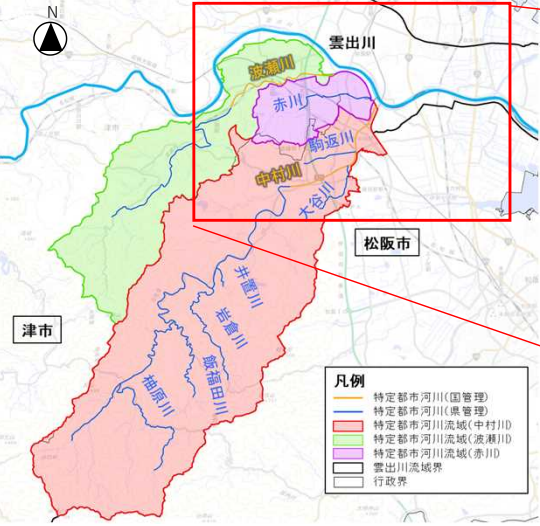 N
雲出川
波瀬川
赤川
駒返川
中村川
大谷川
松阪市
井置川
岩倉川
津市
飯福田川
柚原川
凡例
特定都市河川(国管理)
特定都市河川(県管理)
特定都市河川流域(中村川)
特定都市河川流域(波瀬川)
特定都市河川流域(赤川)
雲出川流域界
行政界